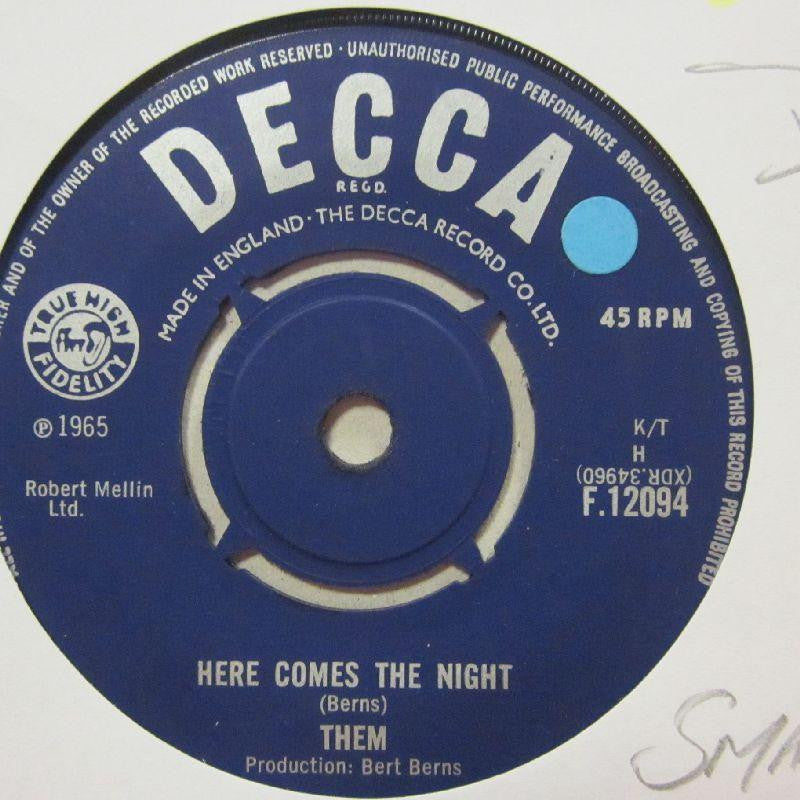 AND OF THE OWNER OF THE RECORDED WORK RESERVED · UNAUTHORISED PUBLIC PERFORMANCE BROADCASTING AND COPYING OF THIS RECORD PROHIBITED
DECCA
REGD.
MADE IN ENGLAND · THE DECCA RECORD CO. LTD.
TRUE HIGH
FIDELITY
45 RPM
℗ 1965
K/T
H
(XDR.34960)
Robert Mellin
Ltd.
F.12094
HERE COMES THE NIGHT
(Berns)
THEM
Production: Bert Berns